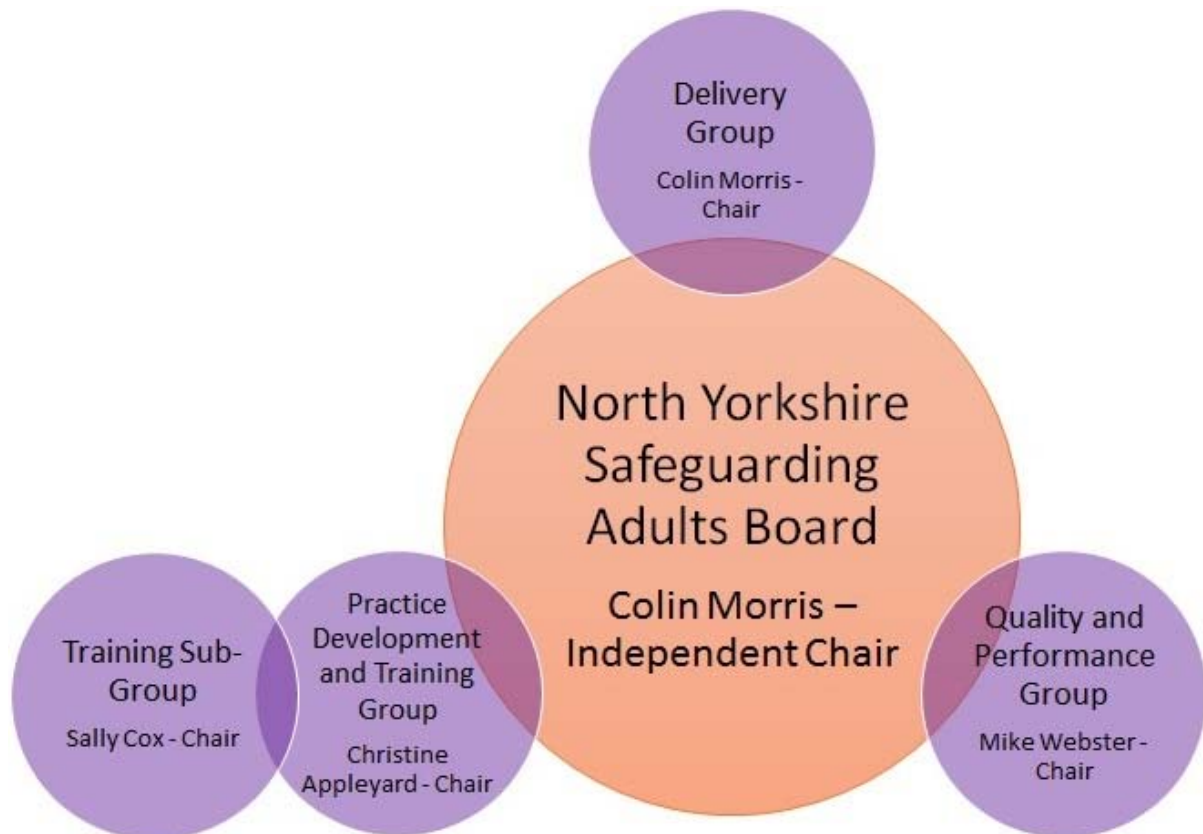 Delivery
Group
Colin Morris -
Chair
North Yorkshire
Safeguarding
Adults Board
Colin Morris –
Independent Chair
Training Sub-
Group
Sally Cox - Chair
Practice
Development
and Training
Group
Christine
Appleyard - Chair
Quality and
Performance
Group
Mike Webster -
Chair